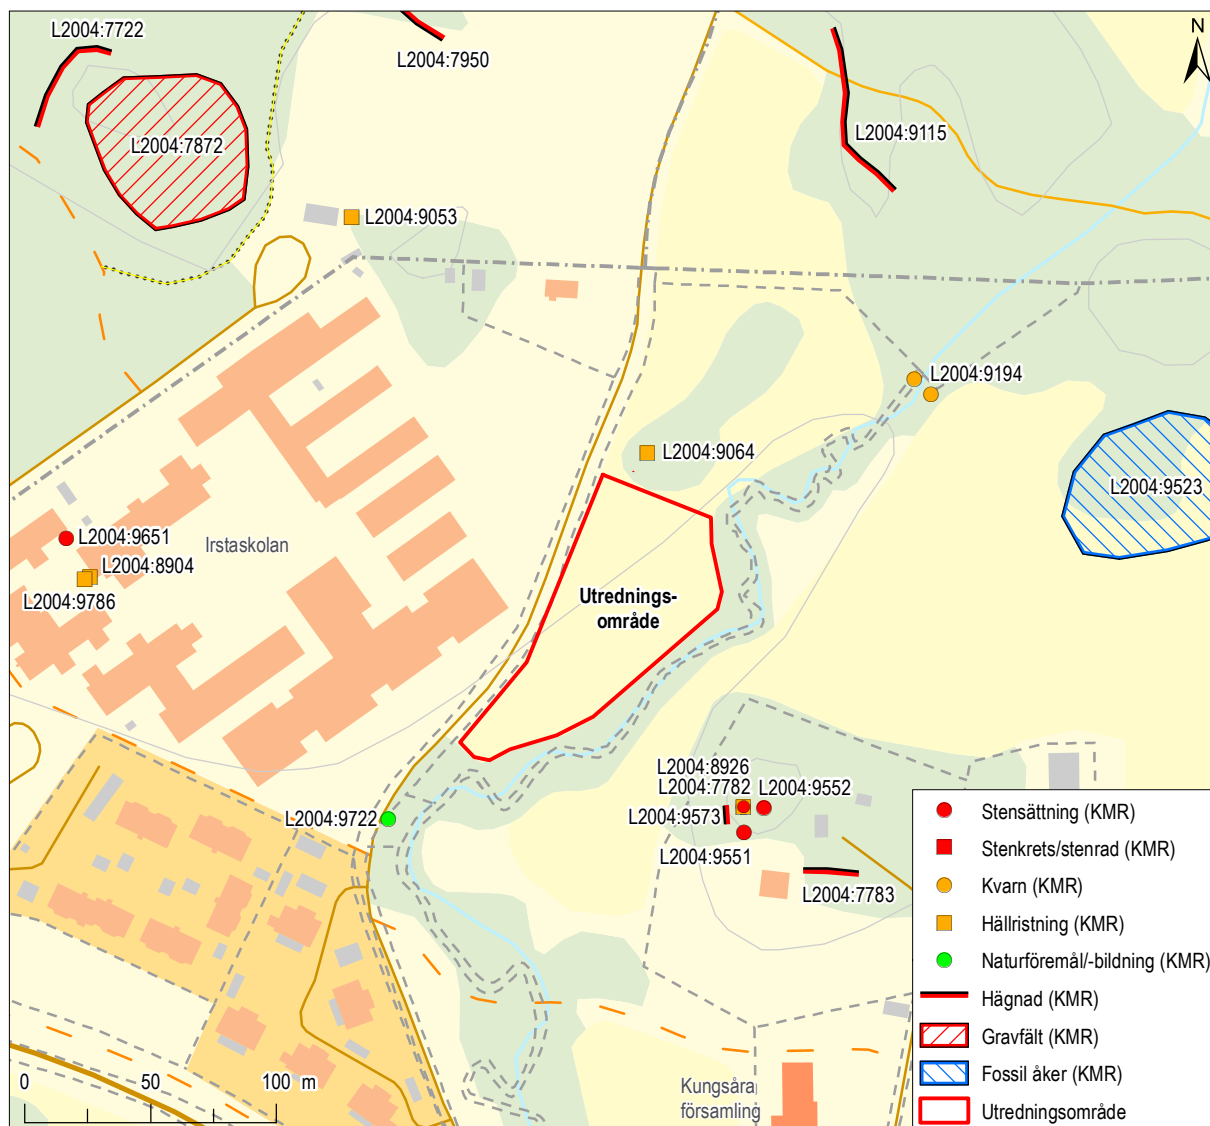 L2004:7722
L2004:7950
N
L2004:9115
L2004:7872
L2004:9053
L2004:9194
L2004:9064
L2004:9523
L2004:9651
Irstaskolan
L2004:8904
L2004:9786
Utrednings-
område
L2004:8926
L2004:7782
L2004:9552
L2004:9573
L2004:9722
L2004:9551
L2004:7783
Stensättning (KMR)
Stenkrets/stenrad (KMR)
Kvarn (KMR)
Hällristning (KMR)
Naturföremål/-bildning (KMR)
Hägnad (KMR)
Gravfält (KMR)
Fossil åker (KMR)
Utredningsområde
0 50 100 m
Kungsåra
församling